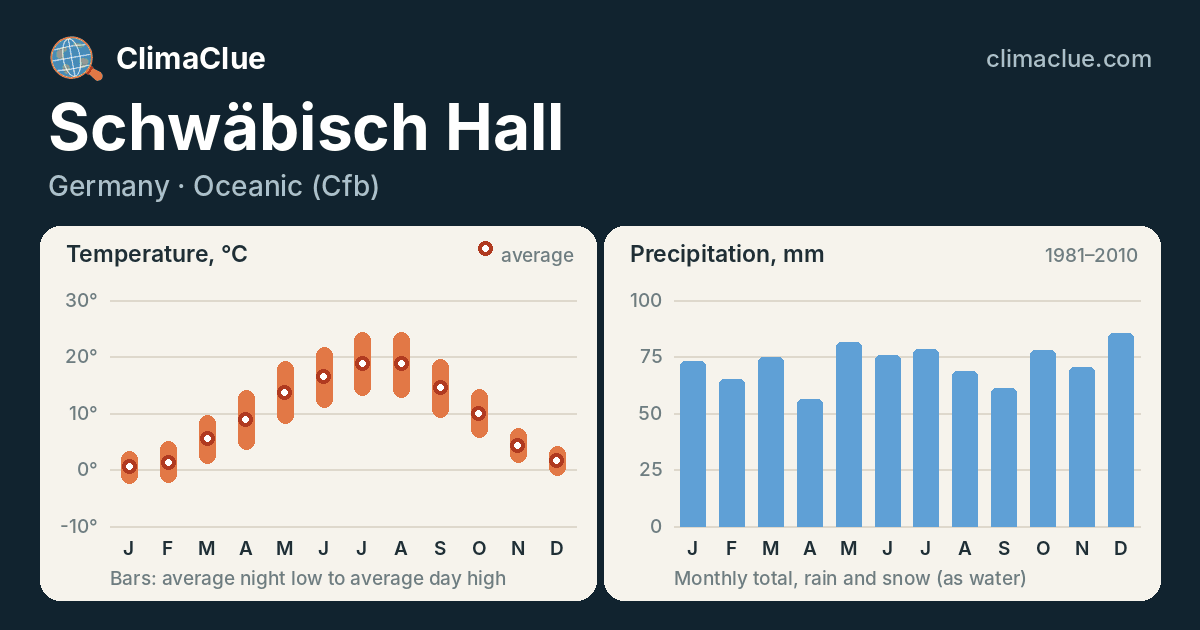 ClimaClue
climaclue.com
Schwäbisch Hall
Germany · Oceanic (Cfb)
Temperature, °C
average
30°
20°
10°
0°
-10°
J F M A M J J A S O N D
Bars: average night low to average day high
Precipitation, mm
1981–2010
100
75
50
25
0
J F M A M J J A S O N D
Monthly total, rain and snow (as water)